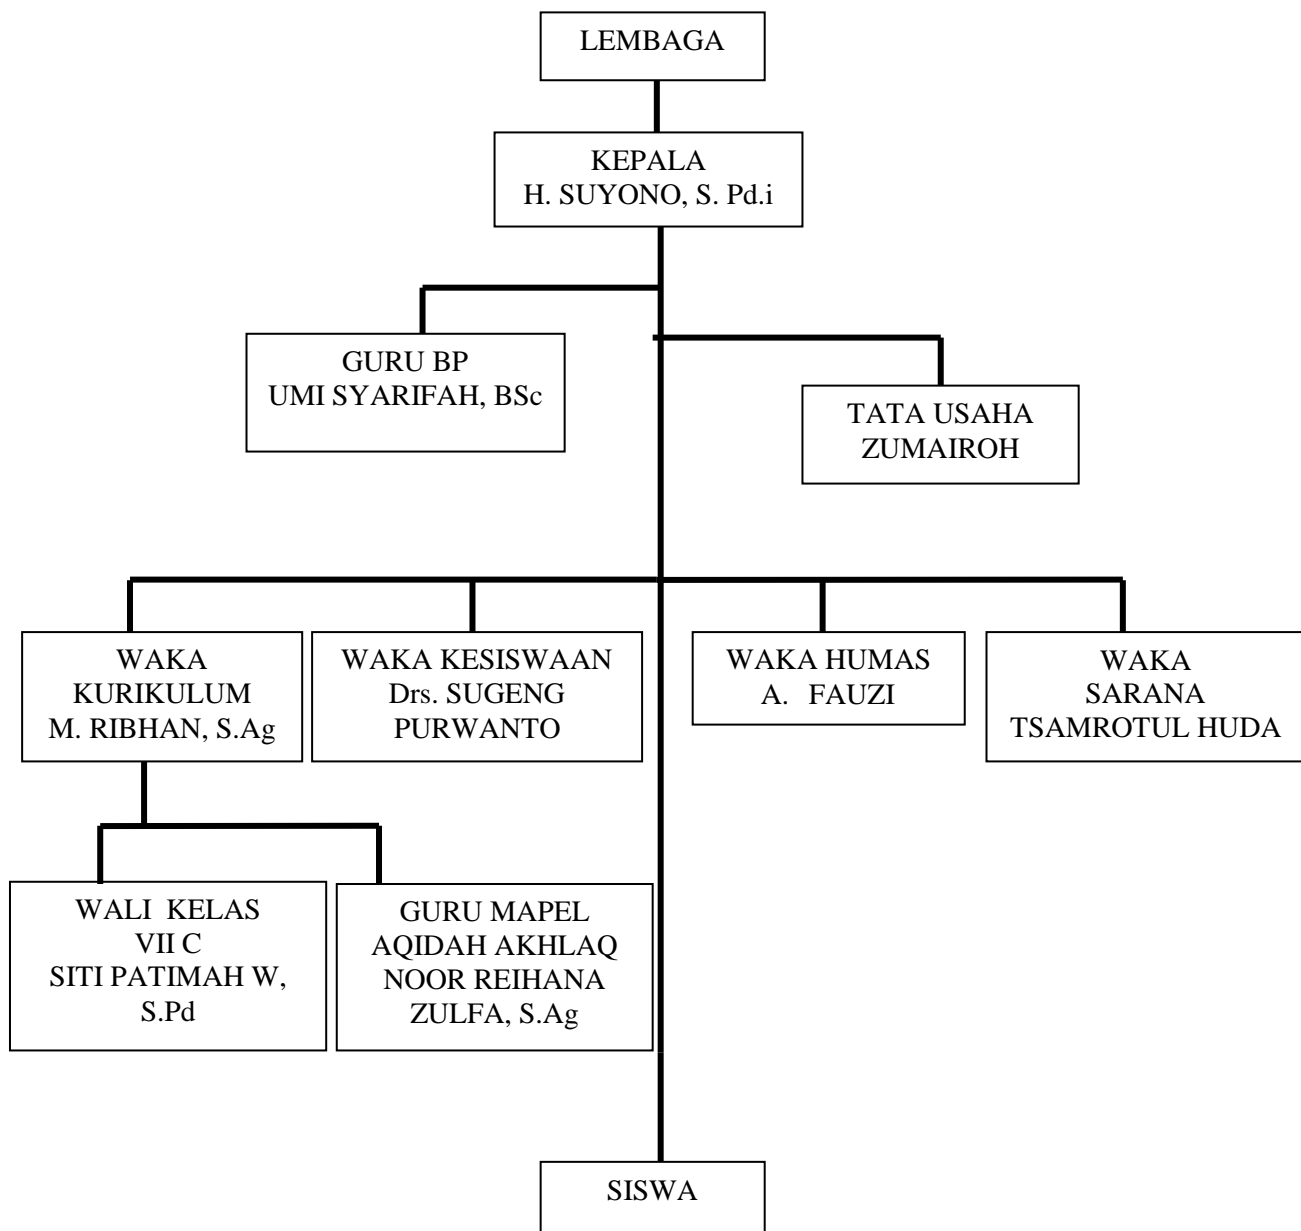 LEMBAGA
KEPALA
H. SUYONO, S. Pd.i
GURU BP
UMI SYARIFAH, BSc
TATA USAHA
ZUMAIROH
WAKA
KURIKULUM
M. RIBHAN, S.Ag
WAKA KESISWAAN
Drs. SUGENG
PURWANTO
WAKA HUMAS
A. FAUZI
WAKA
SARANA
TSAMROTUL HUDA
WALI KELAS
VII C
SITI PATIMAH W,
S.Pd
GURU MAPEL
AQIDAH AKHLAQ
NOOR REIHANA
ZULFA, S.Ag
SISWA